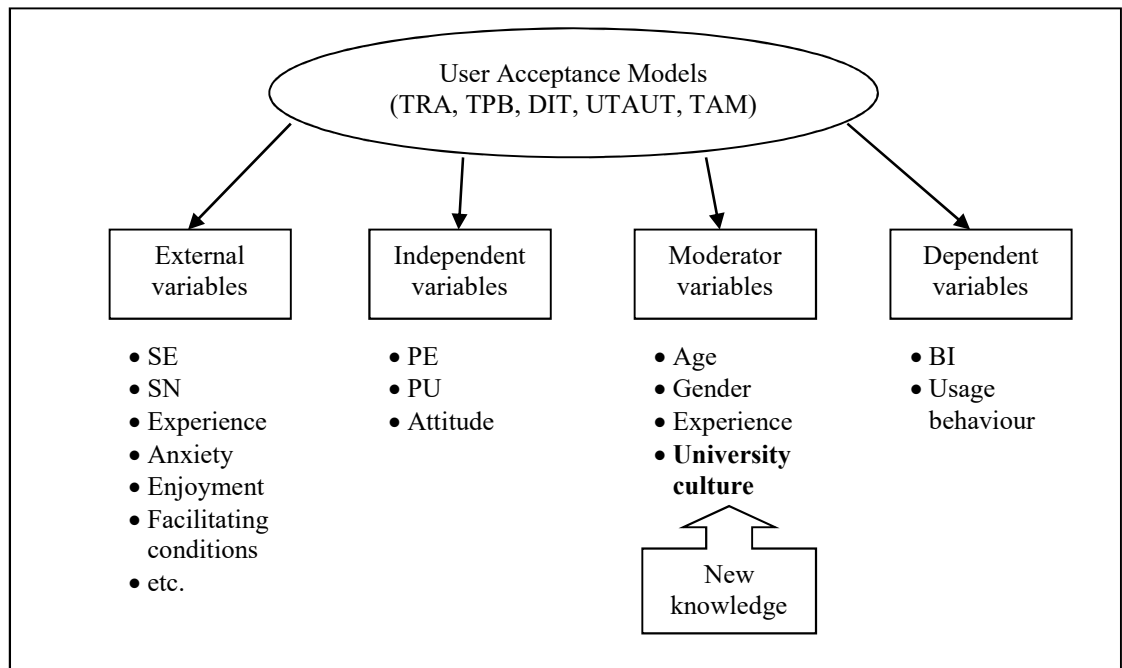 User Acceptance Models
(TRA, TPB, DIT, UTAUT, TAM)
External
variables
• SE
• SN
• Experience
• Anxiety
• Enjoyment
• Facilitating
conditions
• etc.
Independent
variables
• PE
• PU
• Attitude
Moderator
variables
• Age
• Gender
• Experience
• University
culture
New
knowledge
Dependent
variables
• BI
• Usage
behaviour